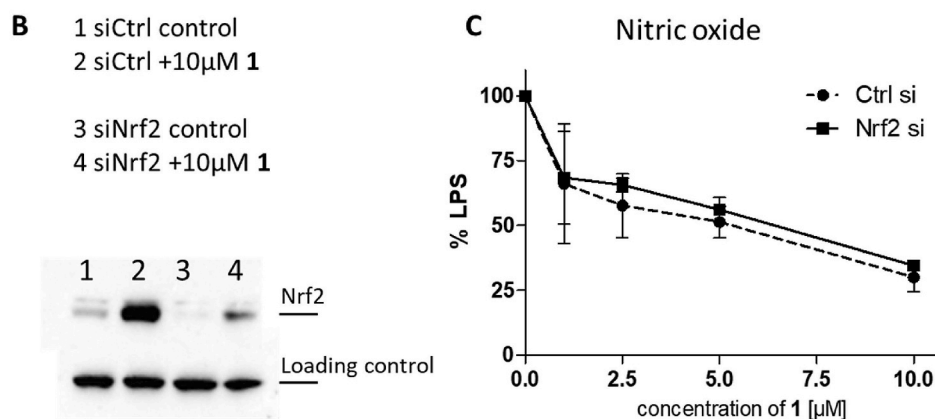 B
1 siCtrl control
2 siCtrl +10µM 1
3 siNrf2 control
4 siNrf2 +10µM 1
1 2 3 4
Nrf2
Loading control
C
Nitric oxide
Ctrl si
Nrf2 si
% LPS
100
75
50
25
0
0.0 2.5 5.0 7.5 10.0
concentration of 1 [µM]